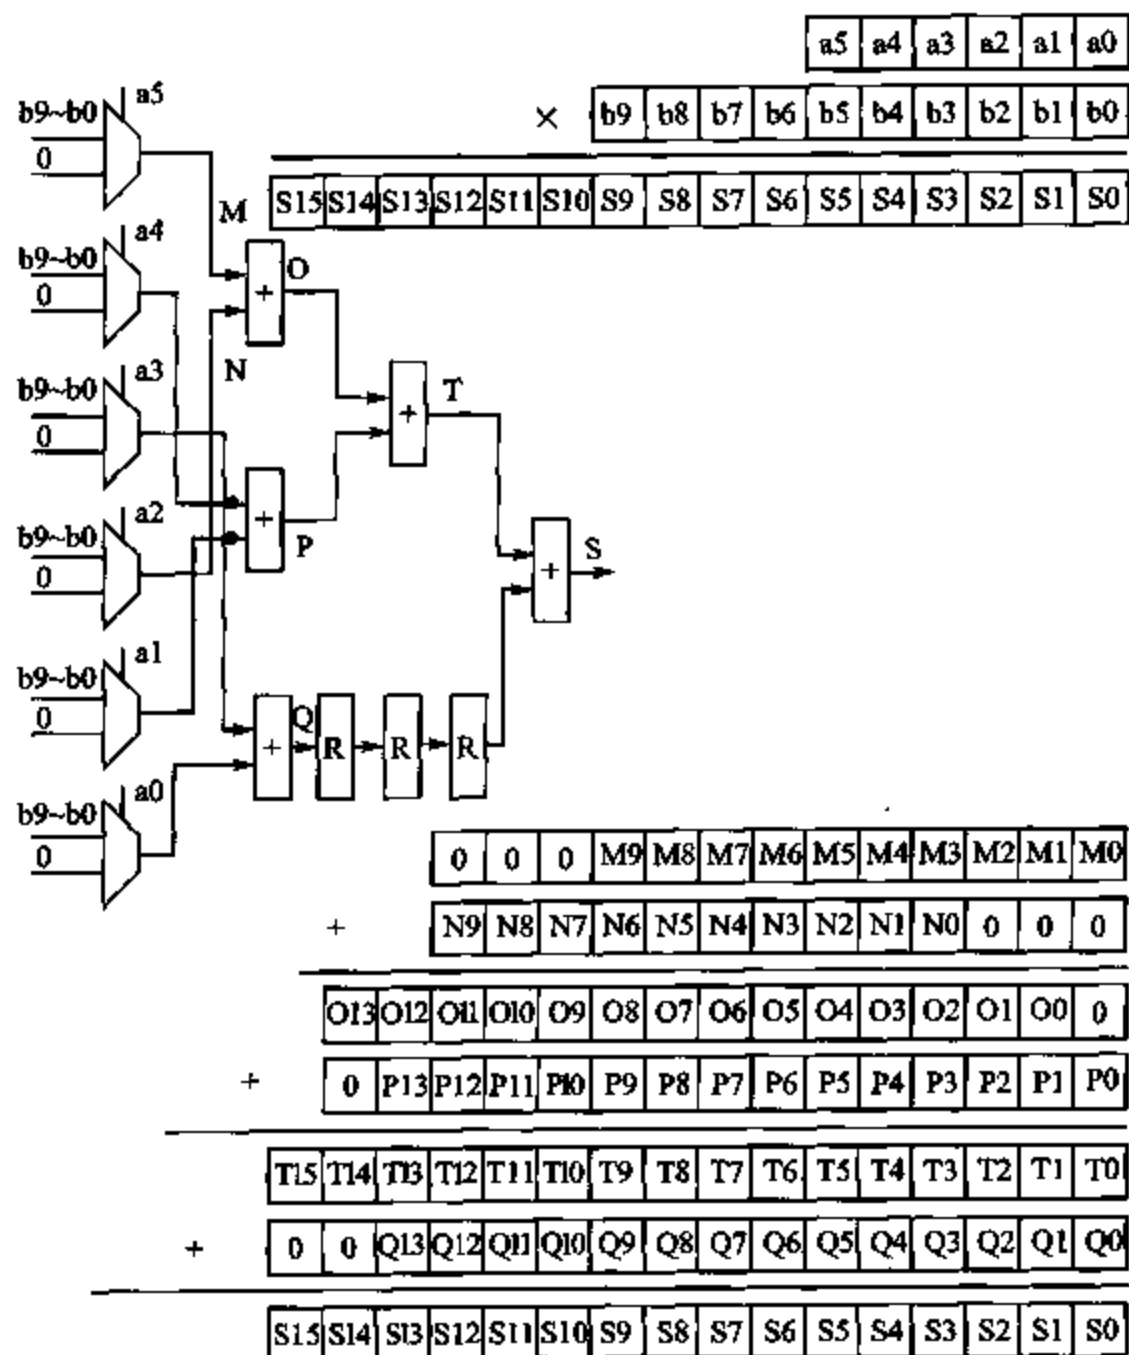 a5 a4 a3 a2 a1 a0
× b9 b8 b7 b6 b5 b4 b3 b2 b1 b0
S15 S14 S13 S12 S11 S10 S9 S8 S7 S6 S5 S4 S3 S2 S1 S0
a5
b9~b0
0
M
a4
b9~b0
0
+
O
N
a3
b9~b0
0
+
T
a2
b9~b0
0
+
P
+
S
a1
b9~b0
0
+
Q
R
R
R
a0
b9~b0
0
0 0 0 M9 M8 M7 M6 M5 M4 M3 M2 M1 M0
+ N9 N8 N7 N6 N5 N4 N3 N2 N1 N0 0 0 0
O13 O12 O11 O10 O9 O8 O7 O6 O5 O4 O3 O2 O1 O0 0
+ 0 P13 P12 P11 P10 P9 P8 P7 P6 P5 P4 P3 P2 P1 P0
T15 T14 T13 T12 T11 T10 T9 T8 T7 T6 T5 T4 T3 T2 T1 T0
+ 0 0 Q13 Q12 Q11 Q10 Q9 Q8 Q7 Q6 Q5 Q4 Q3 Q2 Q1 Q0
S15 S14 S13 S12 S11 S10 S9 S8 S7 S6 S5 S4 S3 S2 S1 S0